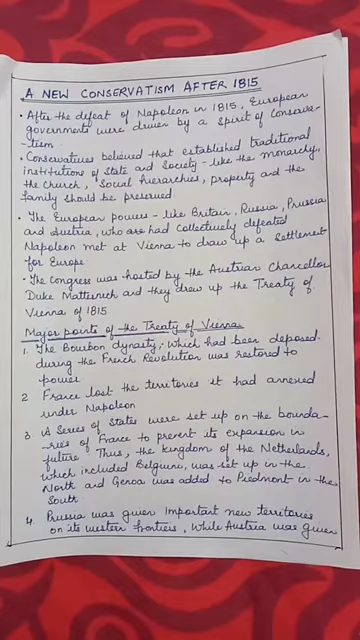 A NEW CONSERVATISM AFTER 1815
• After the defeat of Napoleon in 1815, European
governments were driven by a spirit of Conserva-
-tism
• Conservatives believed that established traditional
institutions of State and Society - like the monarchy,
the Church, Social hierarchies, property and the
family should be preserved
• The European powers - like Britain, Russia, Prussia
and Austria, who are had collectively defeated
Napoleon met at Vienna to draw up a Settlement
for Europe
• The Congress was hosted by the Austrian Chancellor
Duke Metternich and they drew up the Treaty of
Vienna of 1815
Major points of the Treaty of Vienna
1. The Bourbon dynasty, which had been deposed
during the French Revolution was restored to
power
2 France lost the territories it had annexed
under Napoleon
3 A Series of States were set up on the bounda-
-ries of France to prevent its expansion in
future Thus, the kingdom of the Netherlands,
which included Belguim, was set up in the
North and Genoa was added to Piedmont in the
South
4. Prussia was given important new territories
on its western frontiers, while Austria was given